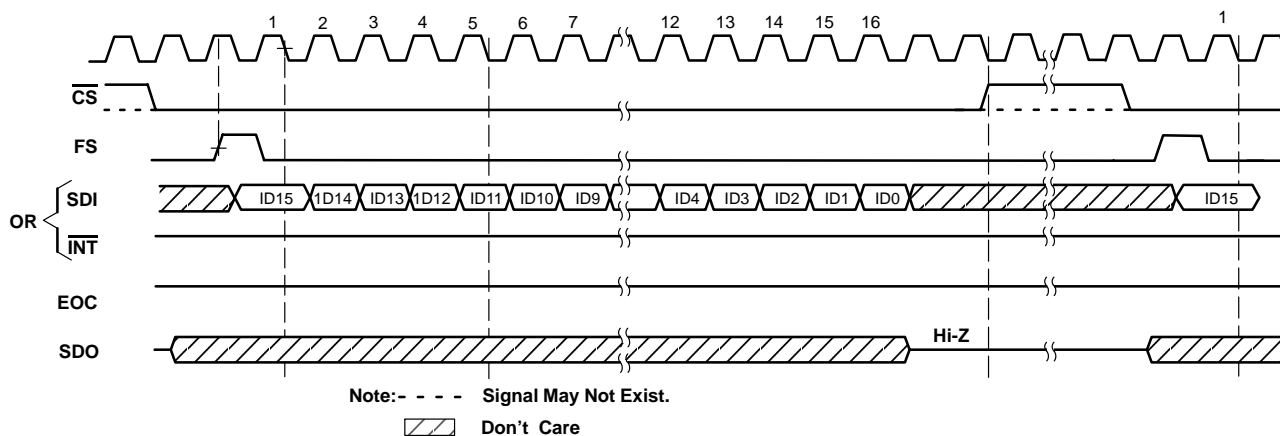 1 2 3 4 5 6 7 12 13 14 15 16 1
CS
FS
SDI ID15 1D14 ID13 1D12 ID11 ID10 ID9 ID4 ID3 ID2 ID1 ID0 ID15
OR
INT
EOC
SDO Hi-Z
Note:- - - - Signal May Not Exist.
Don't Care